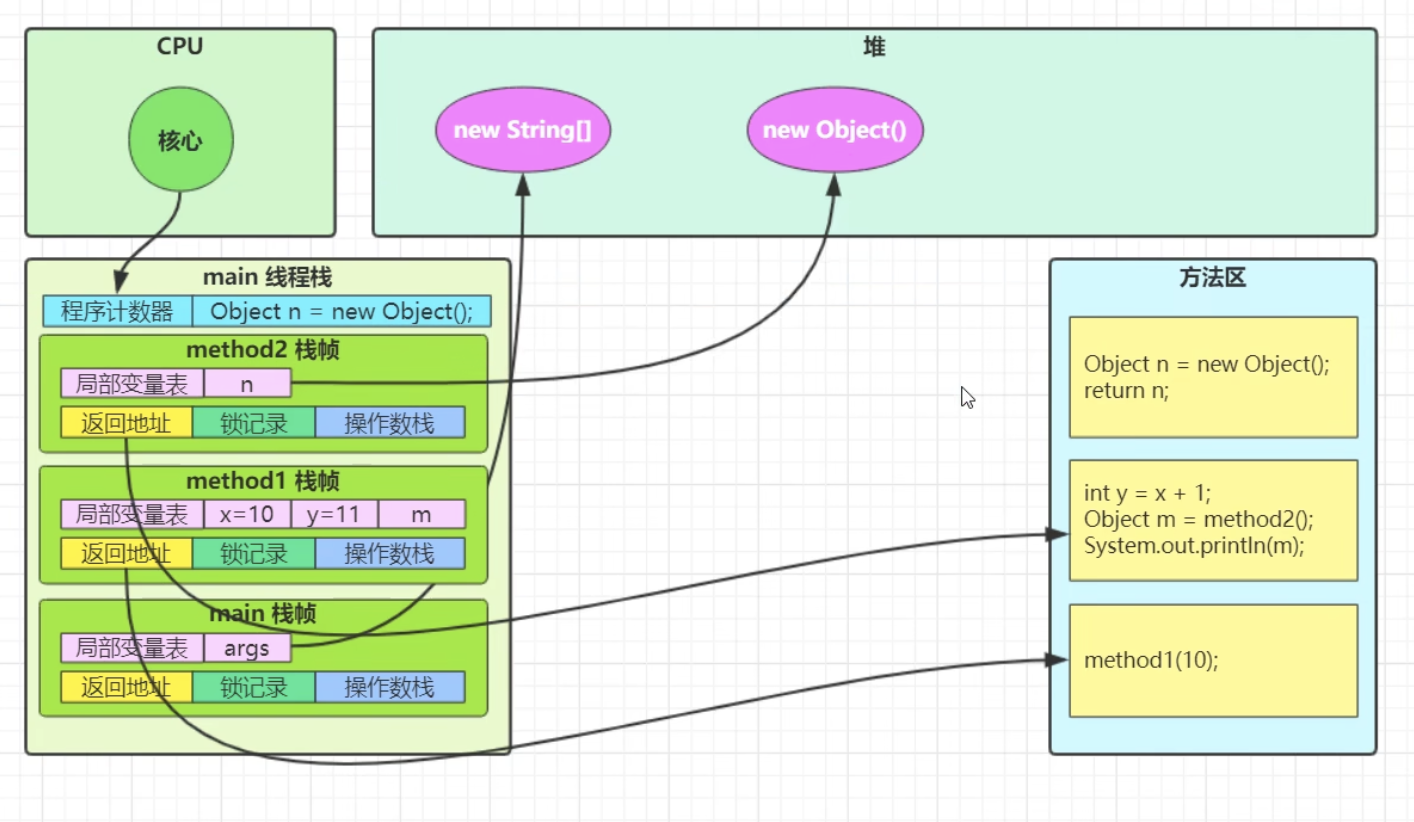 CPU
核心
堆
new String[]
new Object()
main 线程栈
程序计数器
Object n = new Object();
method2 栈帧
局部变量表
n
返回地址
锁记录
操作数栈
method1 栈帧
局部变量表
x=10
y=11
m
返回地址
锁记录
操作数栈
main 栈帧
局部变量表
args
返回地址
锁记录
操作数栈
方法区
Object n = new Object();
return n;
int y = x + 1;
Object m = method2();
System.out.println(m);
method1(10);